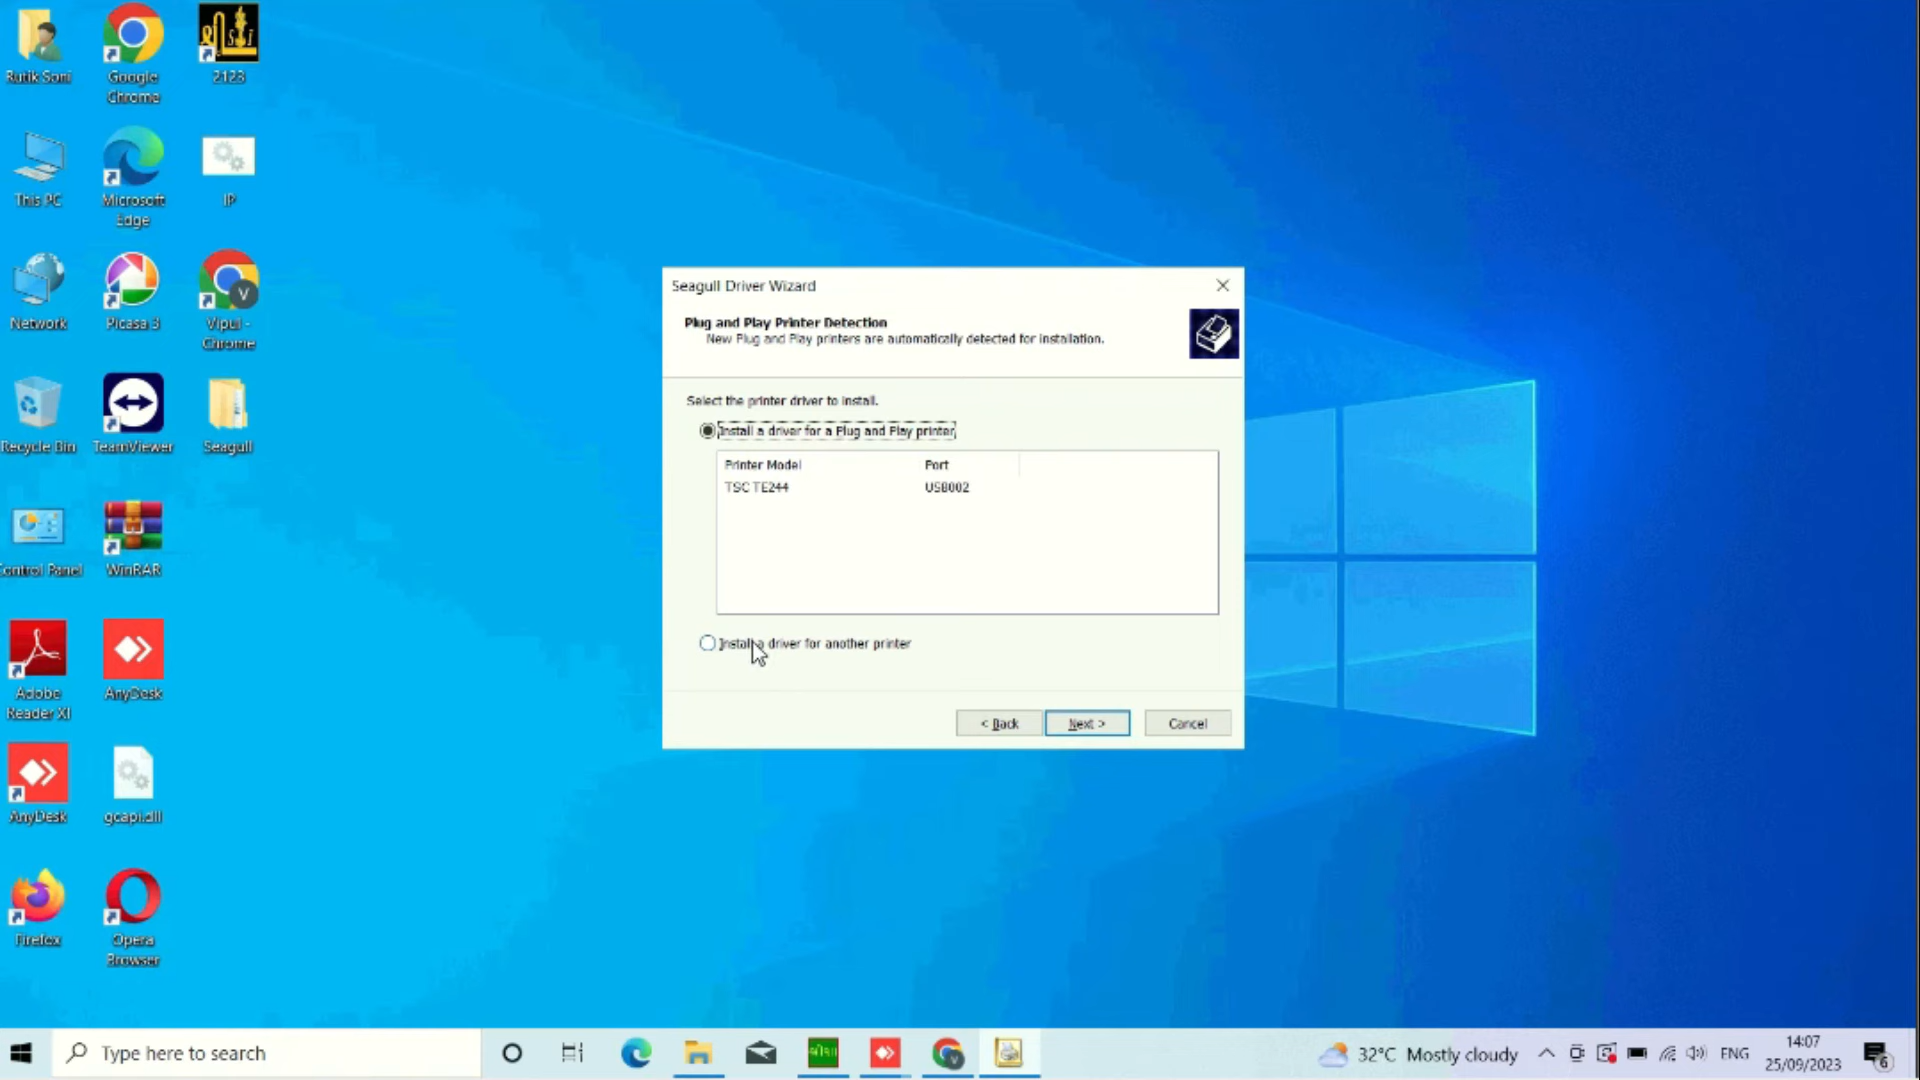 Rutik Soni
Google
Chrome
2123
This PC
Microsoft
Edge
IP
Network
Picasa 3
Vipul -
Chrome
Recycle Bin
TeamViewer
Seagull
ontrol Panel
WinRAR
Adobe
Reader XI
AnyDesk
AnyDesk
gcapi.dll
Firefox
Opera
Browser
Seagull Driver Wizard
Plug and Play Printer Detection
New Plug and Play printers are automatically detected for installation.
Select the printer driver to install.
Install a driver for a Plug and Play printer
Printer Model Port
TSC TE244 USB002
Install a driver for another printer
< Back Next > Cancel
Type here to search
32°C Mostly cloudy
ENG
14:07
25/09/2023
6